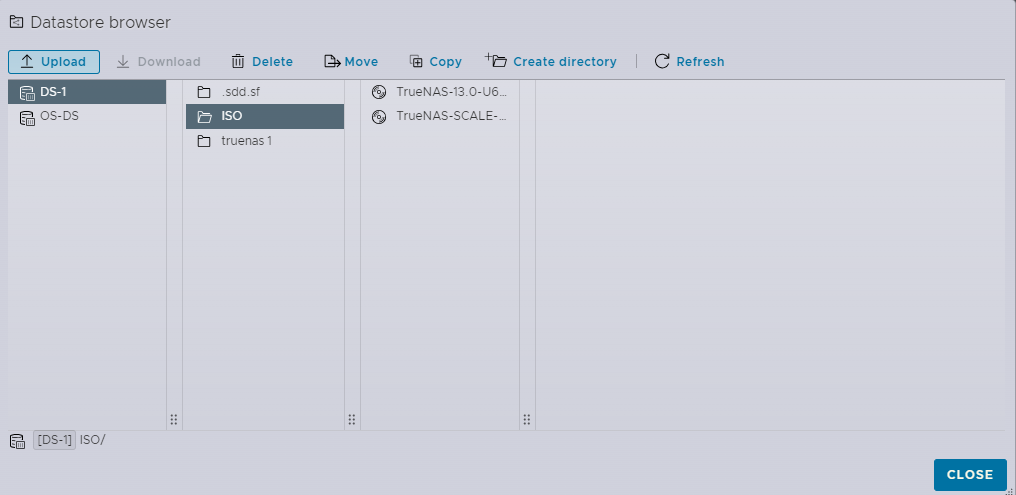 Datastore browser
Upload Download Delete Move Copy Create directory Refresh
DS-1 .sdd.sf TrueNAS-13.0-U6...
OS-DS ISO TrueNAS-SCALE-...
truenas 1
[DS-1] ISO/
CLOSE